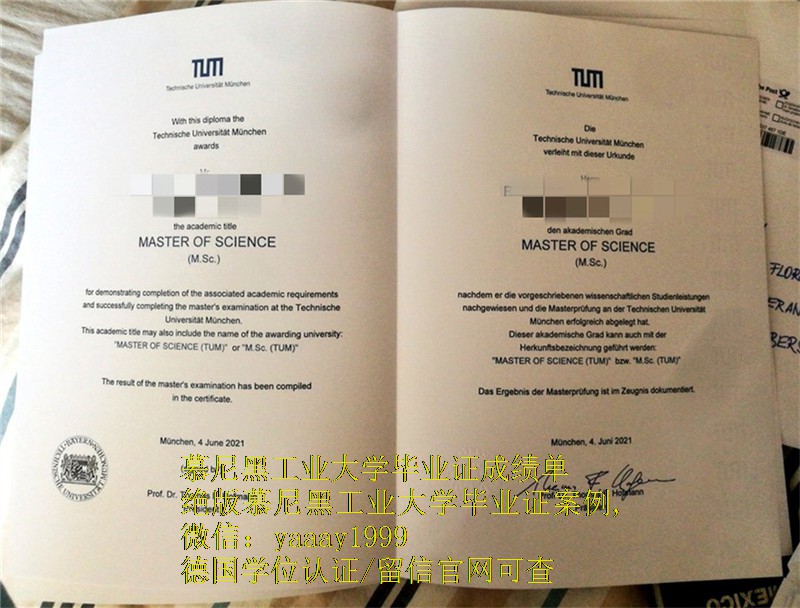 TUM
Technische Universität München
With this diploma the
Technische Universität München
awards
the academic title
MASTER OF SCIENCE
(M.Sc.)
for demonstrating completion of the associated academic requirements
and successfully completing the master's examination at the Technische
Universität München.
This academic title may also include the name of the awarding university:
"MASTER OF SCIENCE (TUM)" or "M.Sc. (TUM)"
The result of the master's examination has been compiled
in the certificate.
München, 4 June 2021
Prof. Dr.
TUM
Technische Universität München
Die
Technische Universität München
verleiht mit dieser Urkunde
Herrn
den akademischen Grad
MASTER OF SCIENCE
(M.Sc.)
nachdem er die vorgeschriebenen wissenschaftlichen Studienleistungen
nachgewiesen und die Masterprüfung an der Technischen Universität
München erfolgreich abgelegt hat.
Dieser akademische Grad kann auch mit der
Herkunftsbezeichnung geführt werden:
"MASTER OF SCIENCE (TUM)" bzw. "M.Sc. (TUM)"
Das Ergebnis der Masterprüfung ist im Zeugnis dokumentiert.
München, 4. Juni 2021
Hofmann
慕尼黑工业大学毕业证成绩单
绝版慕尼黑工业大学毕业证案例,
微信：yaaay1999
德国学位认证/留信官网可查
Post
MEXICO